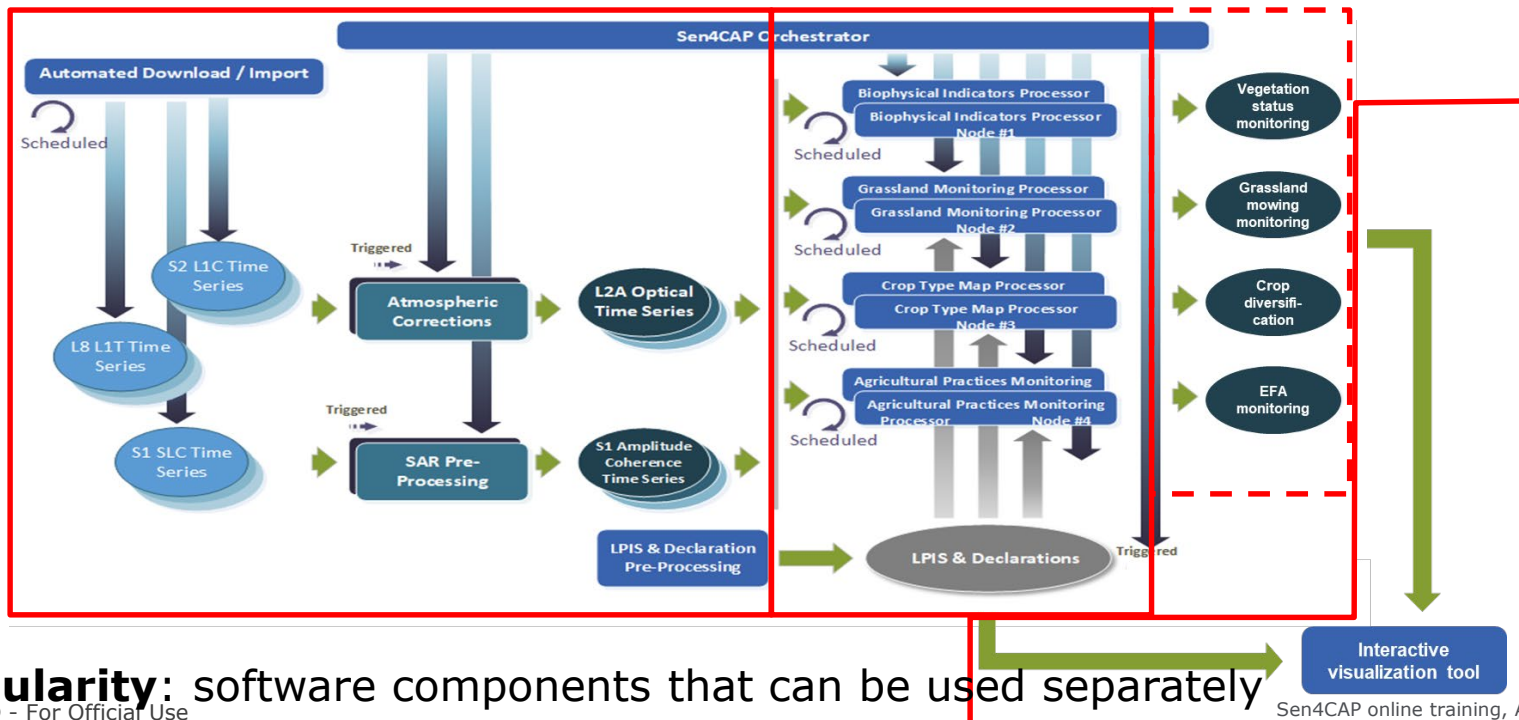 Sen4CAP Orchestrator
Automated Download / Import
Scheduled
S2 L1C Time
Series
L8 L1T Time
Series
S1 SLC Time
Series
Triggered
Atmospheric
Corrections
Triggered
SAR Pre-
Processing
L2A Optical
Time Series
S1 Amplitude
Coherence
Time Series
LPIS & Declaration
Pre-Processing
Biophysical Indicators Processor
Biophysical Indicators Processor
Node #1
Scheduled
Grassland Monitoring Processor
Grassland Monitoring Processor
Node #2
Scheduled
Crop Type Map Processor
Crop Type Map Processor
Node #3
Scheduled
Agricultural Practices Monitoring
Agricultural Practices Monitoring
Processor Node #4
Scheduled
LPIS & Declarations
Triggered
Vegetation
status
monitoring
Grassland
mowing
monitoring
Crop
diversifi-
cation
EFA
monitoring
Interactive
visualization tool
ularity: software components that can be used separately
- For Official Use
Sen4CAP online training, A